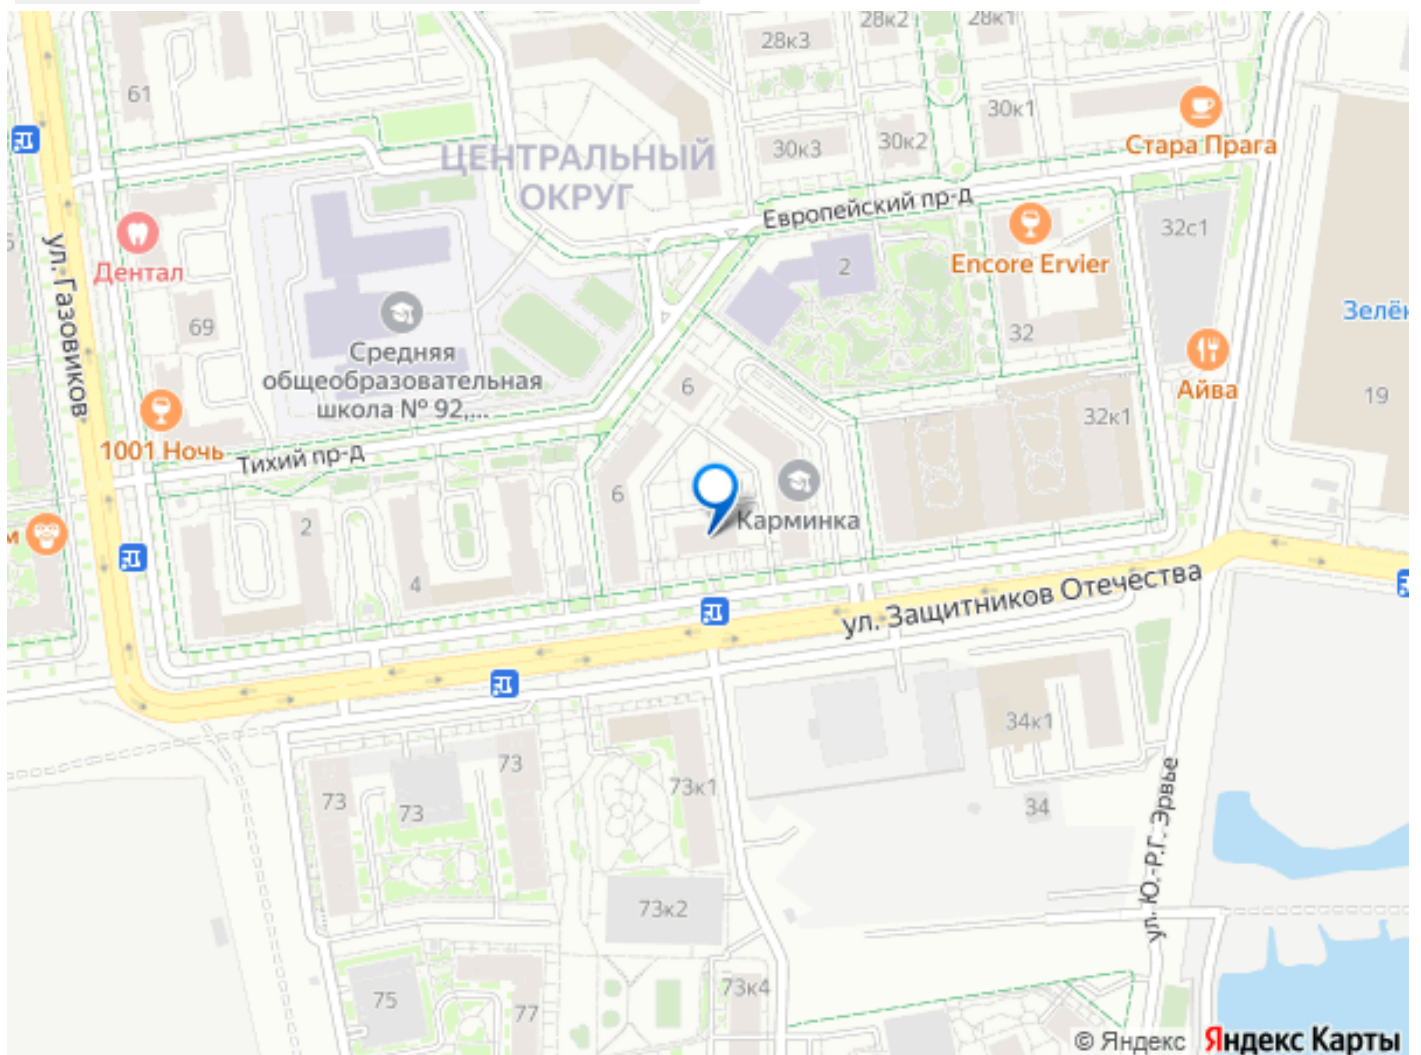 28к2
28к1
28к3
61
30к1
30к3
30к2
Стара Прага
ЦЕНТРАЛЬНЫЙ
ОКРУГ
Европейский пр-д
32с1
ул. Газовиков
Дентал
2
Encore Ervier
69
32
Зелён
Средняя
общеобразовательная
школа № 92,...
6
Айва
19
1001 Ночь
Тихий пр-д
32к1
6
Карминка
м
2
4
ул. Защитников Отечества
34к1
73
73
73
73к1
34
ул. Ю.-Р.Г. Эрвье
73к2
75
77
73к4
© Яндекс Яндекс Карты